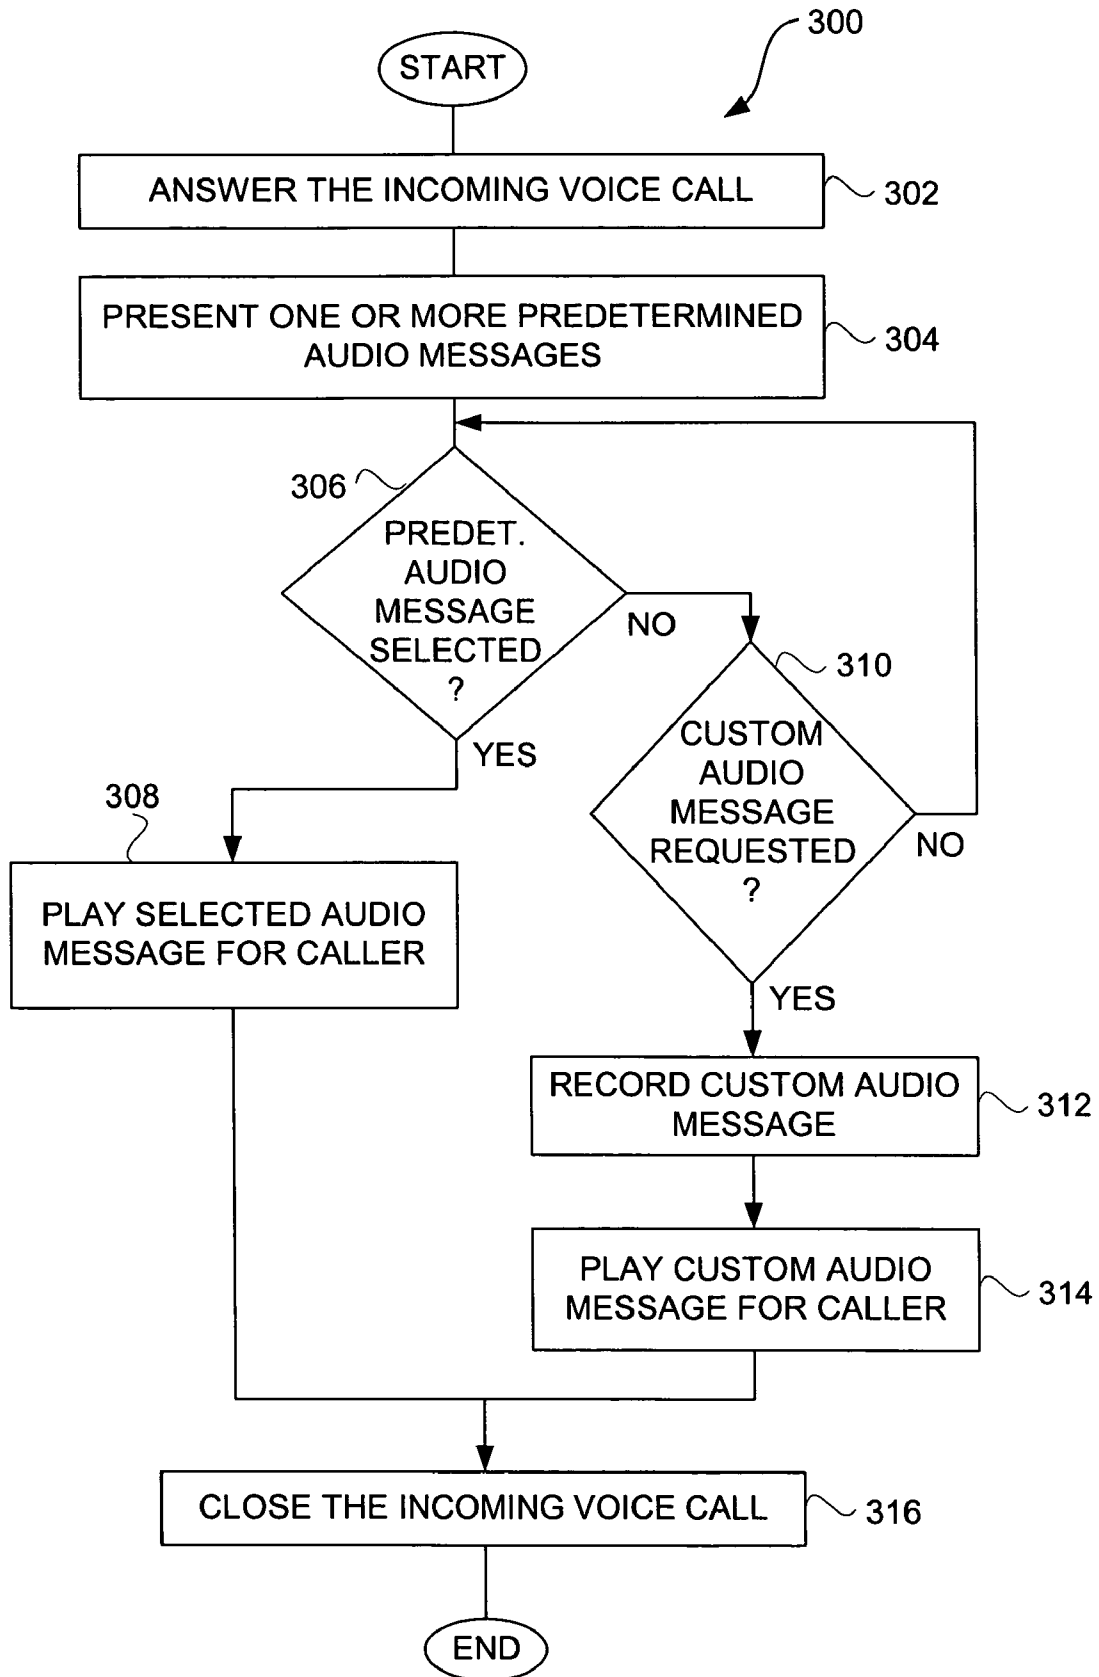 300
START
ANSWER THE INCOMING VOICE CALL
302
PRESENT ONE OR MORE PREDETERMINED
AUDIO MESSAGES
304
306
PREDET.
AUDIO
MESSAGE
SELECTED
?
NO
YES
310
CUSTOM
AUDIO
MESSAGE
REQUESTED
?
NO
YES
308
PLAY SELECTED AUDIO
MESSAGE FOR CALLER
RECORD CUSTOM AUDIO
MESSAGE
312
PLAY CUSTOM AUDIO
MESSAGE FOR CALLER
314
CLOSE THE INCOMING VOICE CALL
316
END